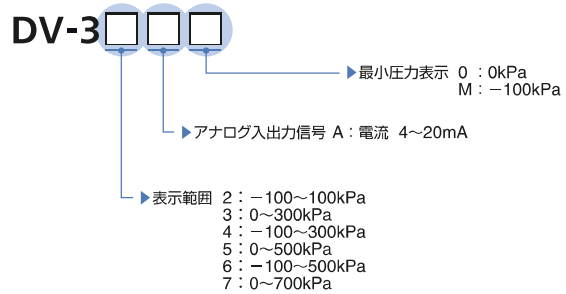 DV-3□□□
最小圧力表示 0：0kPa
M：－100kPa
アナログ入出力信号 A：電流 4～20mA
表示範囲 2：－100～100kPa
3：0～300kPa
4：－100～300kPa
5：0～500kPa
6：－100～500kPa
7：0～700kPa